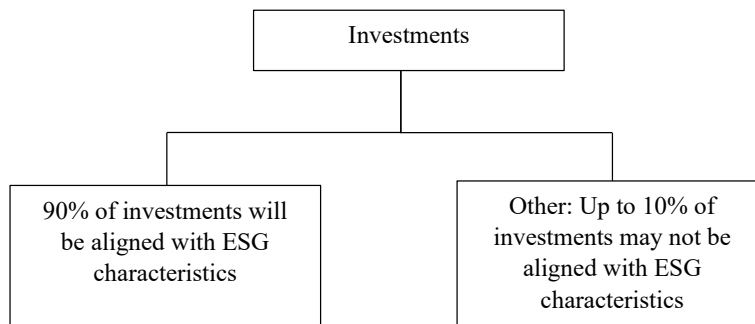 Investments
90% of investments will
be aligned with ESG
characteristics
Other: Up to 10% of
investments may not be
aligned with ESG
characteristics